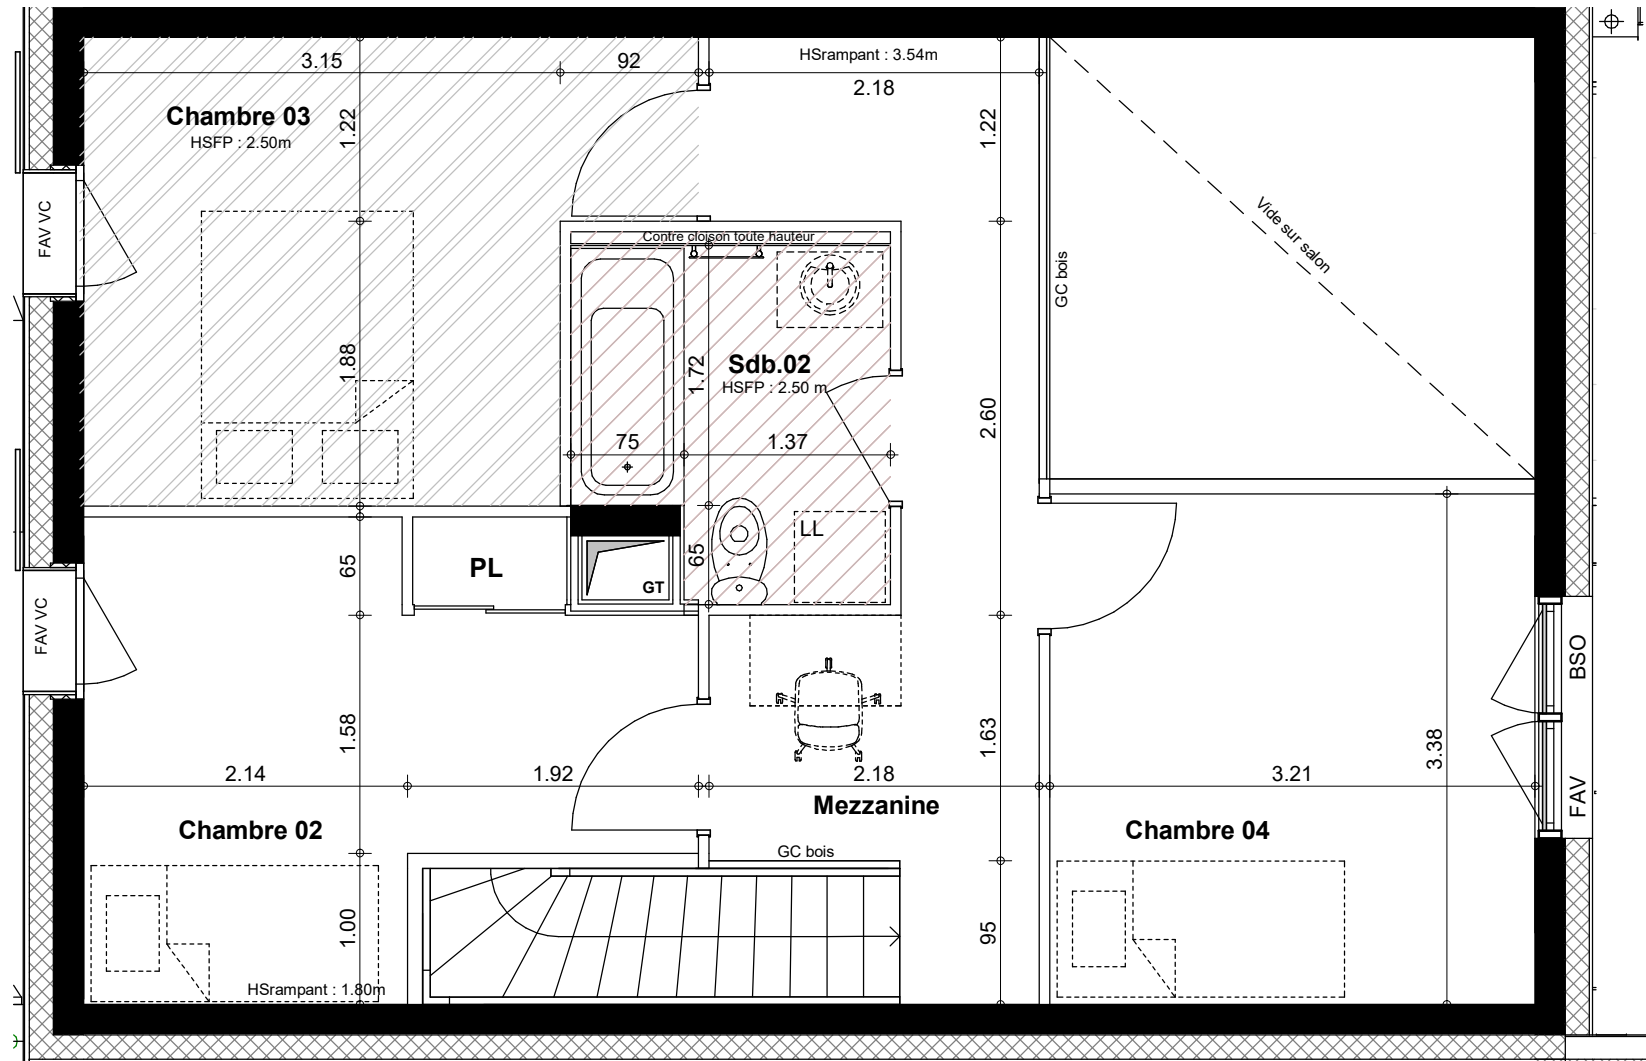 3.15
92
HSrampant : 3.54m
2.18
Chambre 03
HSFP : 2.50m
1.22
1.22
FAV VC
Contre cloison toute hauteur
Vide sur salon
GC bois
1.88
1.72
Sdb.02
HSFP : 2.50 m
2.60
75
1.37
LL
65
PL
GT
65
FAV VC
BSO
1.58
1.63
3.38
2.14
1.92
2.18
3.21
FAV
Mezzanine
Chambre 02
Chambre 04
GC bois
1.00
95
HSrampant : 1.80m